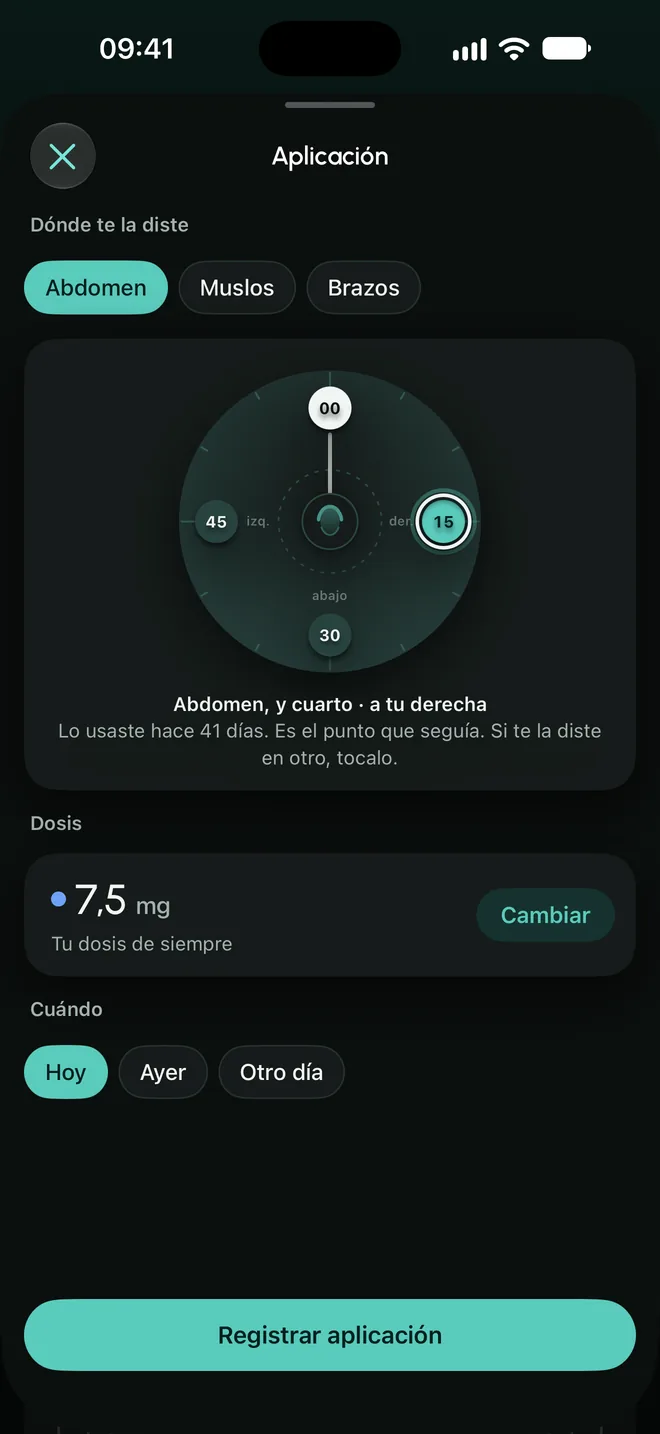 09:41
Aplicación
Dónde te la diste
Abdomen Muslos Brazos
00
45 izq. der. 15
abajo
30
Abdomen, y cuarto · a tu derecha
Lo usaste hace 41 días. Es el punto que seguía. Si te la diste
en otro, tocalo.
Dosis
7,5 mg
Cambiar
Tu dosis de siempre
Cuándo
Hoy Ayer Otro día
Registrar aplicación